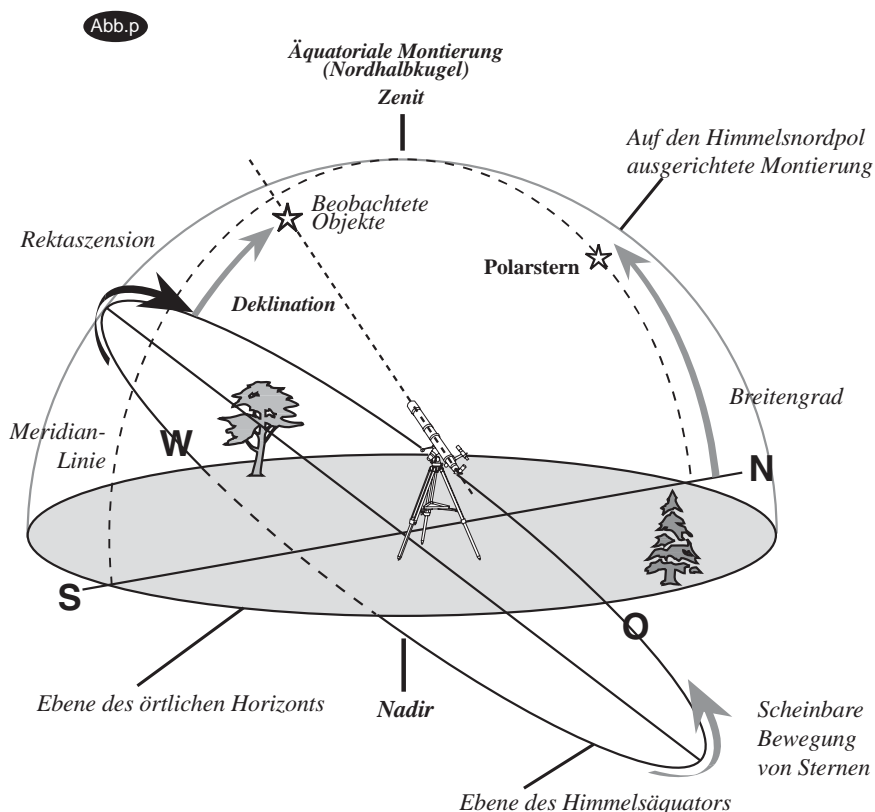 Abb.p
Äquatoriale Montierung
(Nordhalbkugel)
Zenit
Auf den Himmelsnordpol
ausgerichtete Montierung
Beobachtete
Objekte
Rektaszension
Polarstern
Deklination
Breitengrad
Meridian-
Linie
W
N
S
O
Ebene des örtlichen Horizonts
Nadir
Scheinbare
Bewegung
von Sternen
Ebene des Himmelsäquators